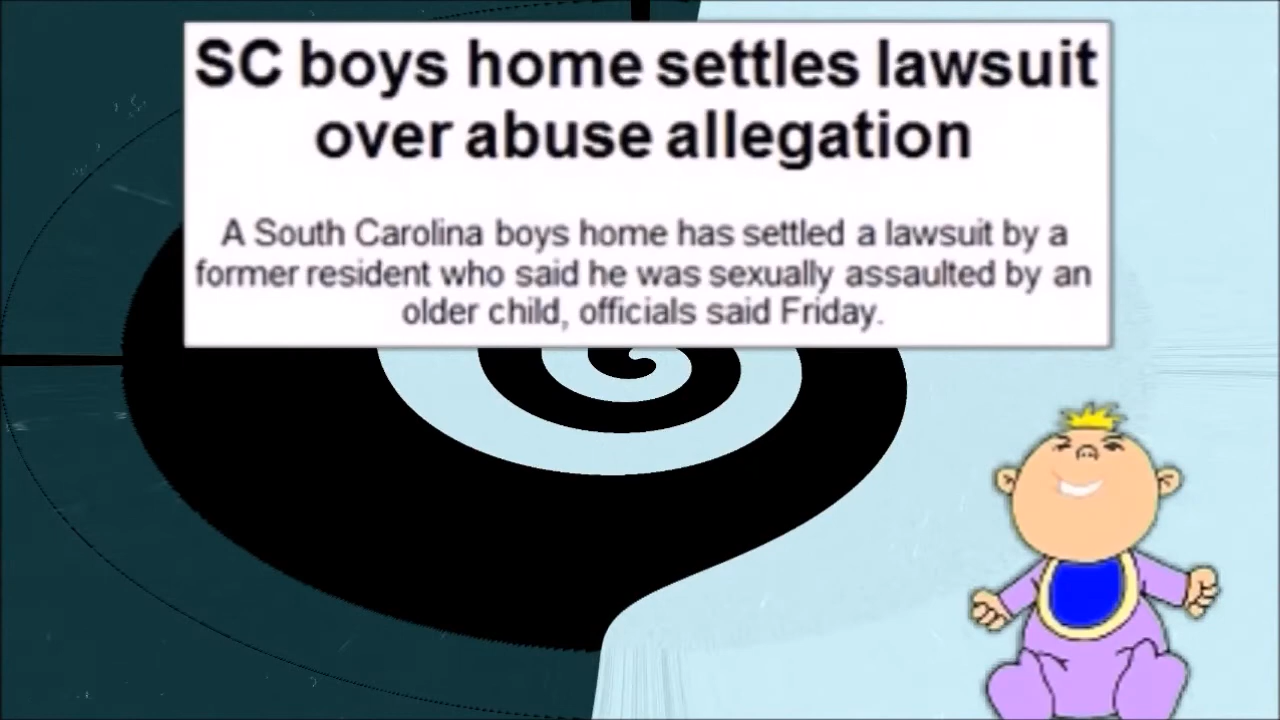 SC boys home settles lawsuit
over abuse allegation
A South Carolina boys home has settled a lawsuit by a
former resident who said he was sexually assaulted by an
older child, officials said Friday.